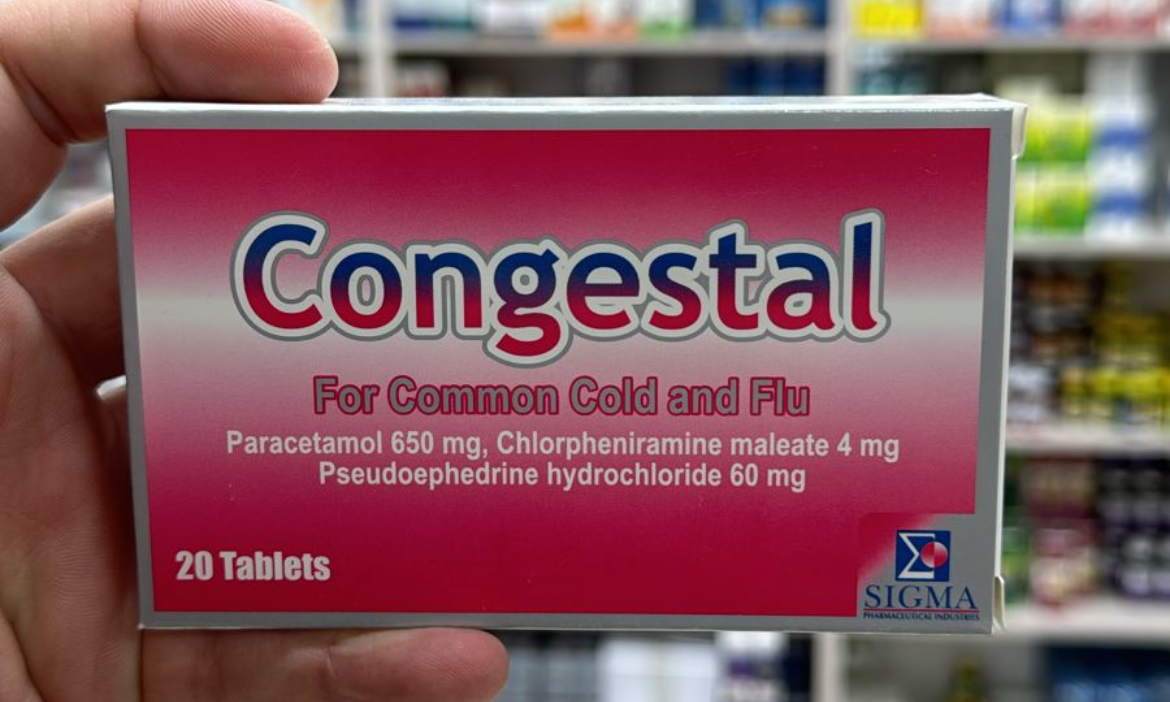 Congestal
For Common Cold and Flu
Paracetamol 650 mg, Chlorpheniramine maleate 4 mg
Pseudoephedrine hydrochloride 60 mg
20 Tablets
SIGMA
PHARMACEUTICAL INDUSTRIES